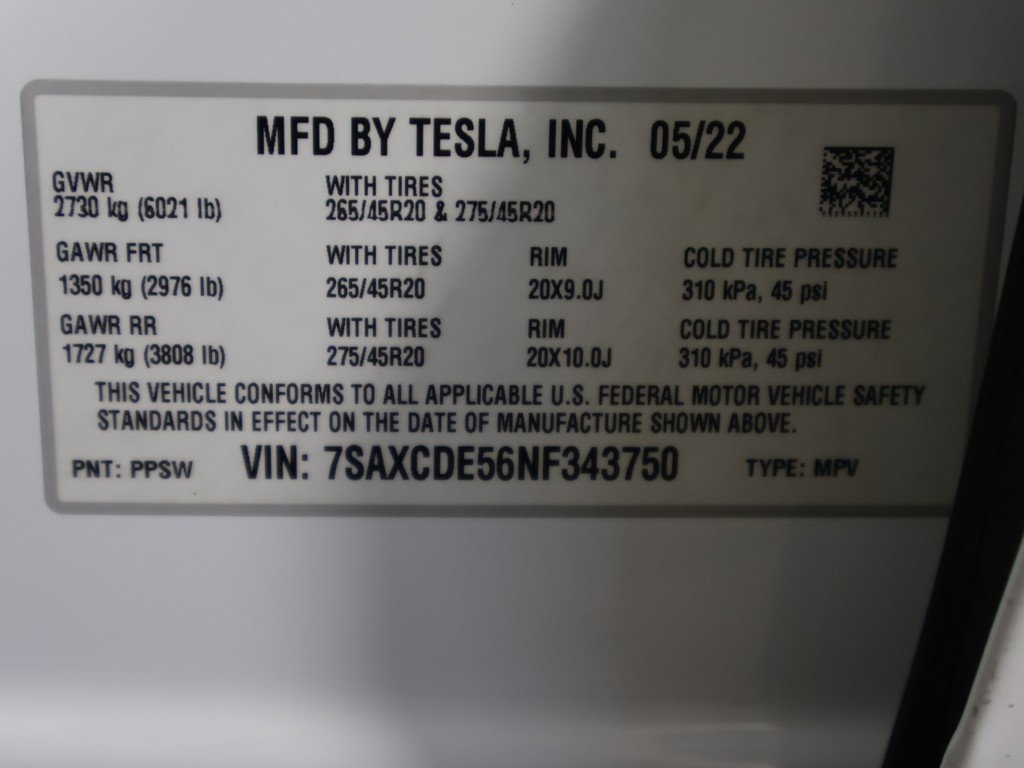 MFD BY TESLA, INC. 05/22
GVWR WITH TIRES
2730 kg (6021 lb) 265/45R20 & 275/45R20
GAWR FRT WITH TIRES RIM COLD TIRE PRESSURE
1350 kg (2976 lb) 265/45R20 20X9.0J 310 kPa, 45 psi
GAWR RR WITH TIRES RIM COLD TIRE PRESSURE
1727 kg (3808 lb) 275/45R20 20X10.0J 310 kPa, 45 psi
THIS VEHICLE CONFORMS TO ALL APPLICABLE U.S. FEDERAL MOTOR VEHICLE SAFETY
STANDARDS IN EFFECT ON THE DATE OF MANUFACTURE SHOWN ABOVE.
PNT: PPSW VIN: 7SAXCDE56NF343750 TYPE: MPV